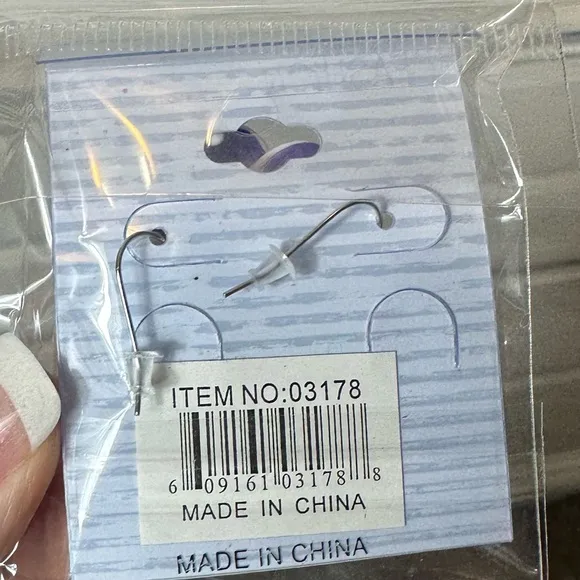 ITEM NO:03178
6 09161 03178 8
MADE IN CHINA
MADE IN CHINA